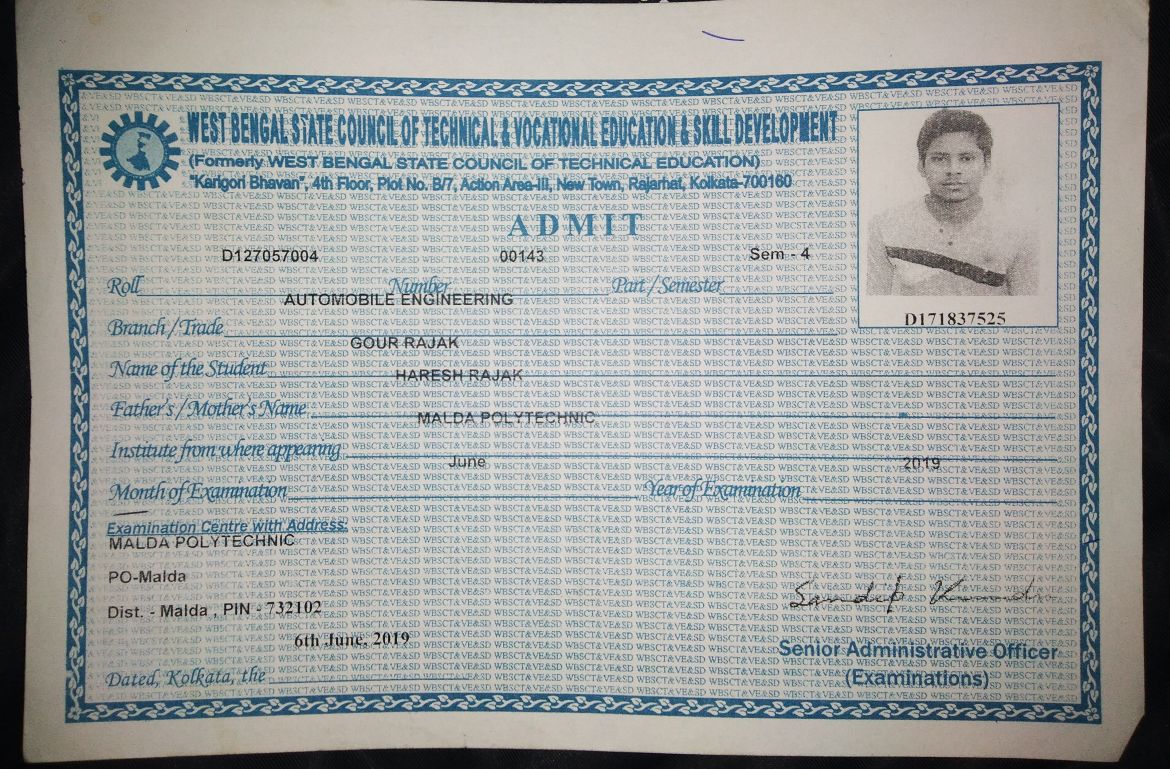 WEST BENGAL STATE COUNCIL OF TECHNICAL & VOCATIONAL EDUCATION & SKILL DEVELOPMENT
(Formerly WEST BENGAL STATE COUNCIL OF TECHNICAL EDUCATION)
"Karigori Bhavan", 4th Floor, Plot No. B/7, Action Area-III, New Town, Rajarhat, Kolkata-700160
ADMIT
D127057004 00143 Sem - 4
Roll Number Part / Semester
D171837525
AUTOMOBILE ENGINEERING
Branch / Trade
GOUR RAJAK
Name of the Student
HARESH RAJAK
Father's / Mother's Name
MALDA POLYTECHNIC
Institute from where appearing
June 2019
Month of Examination Year of Examination
Examination Centre with Address:
MALDA POLYTECHNIC
PO-Malda
Dist. - Malda , PIN - 732102
6th June, 2019
Dated, Kolkata, the
Sandip Kundu
Senior Administrative Officer
(Examinations)